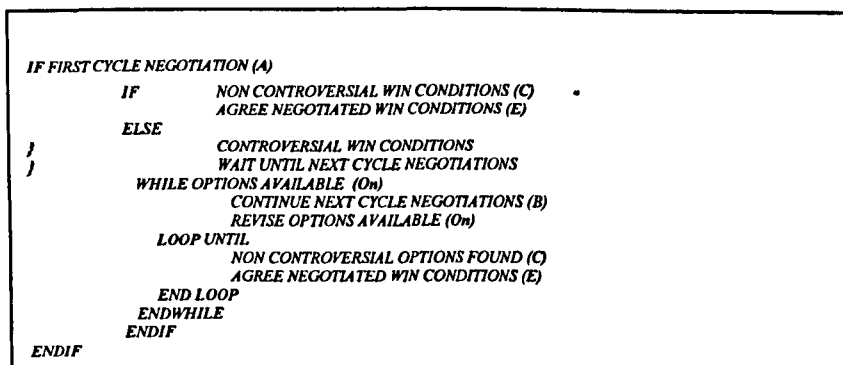 IF FIRST CYCLE NEGOTIATION (A)
IF NON CONTROVERSIAL WIN CONDITIONS (C)
AGREE NEGOTIATED WIN CONDITIONS (E)
ELSE
} CONTROVERSIAL WIN CONDITIONS
} WAIT UNTIL NEXT CYCLE NEGOTIATIONS
WHILE OPTIONS AVAILABLE (On)
CONTINUE NEXT CYCLE NEGOTIATIONS (B)
REVISE OPTIONS AVAILABLE (On)
LOOP UNTIL
NON CONTROVERSIAL OPTIONS FOUND (C)
AGREE NEGOTIATED WIN CONDITIONS (E)
END LOOP
ENDWHILE
ENDIF
ENDIF